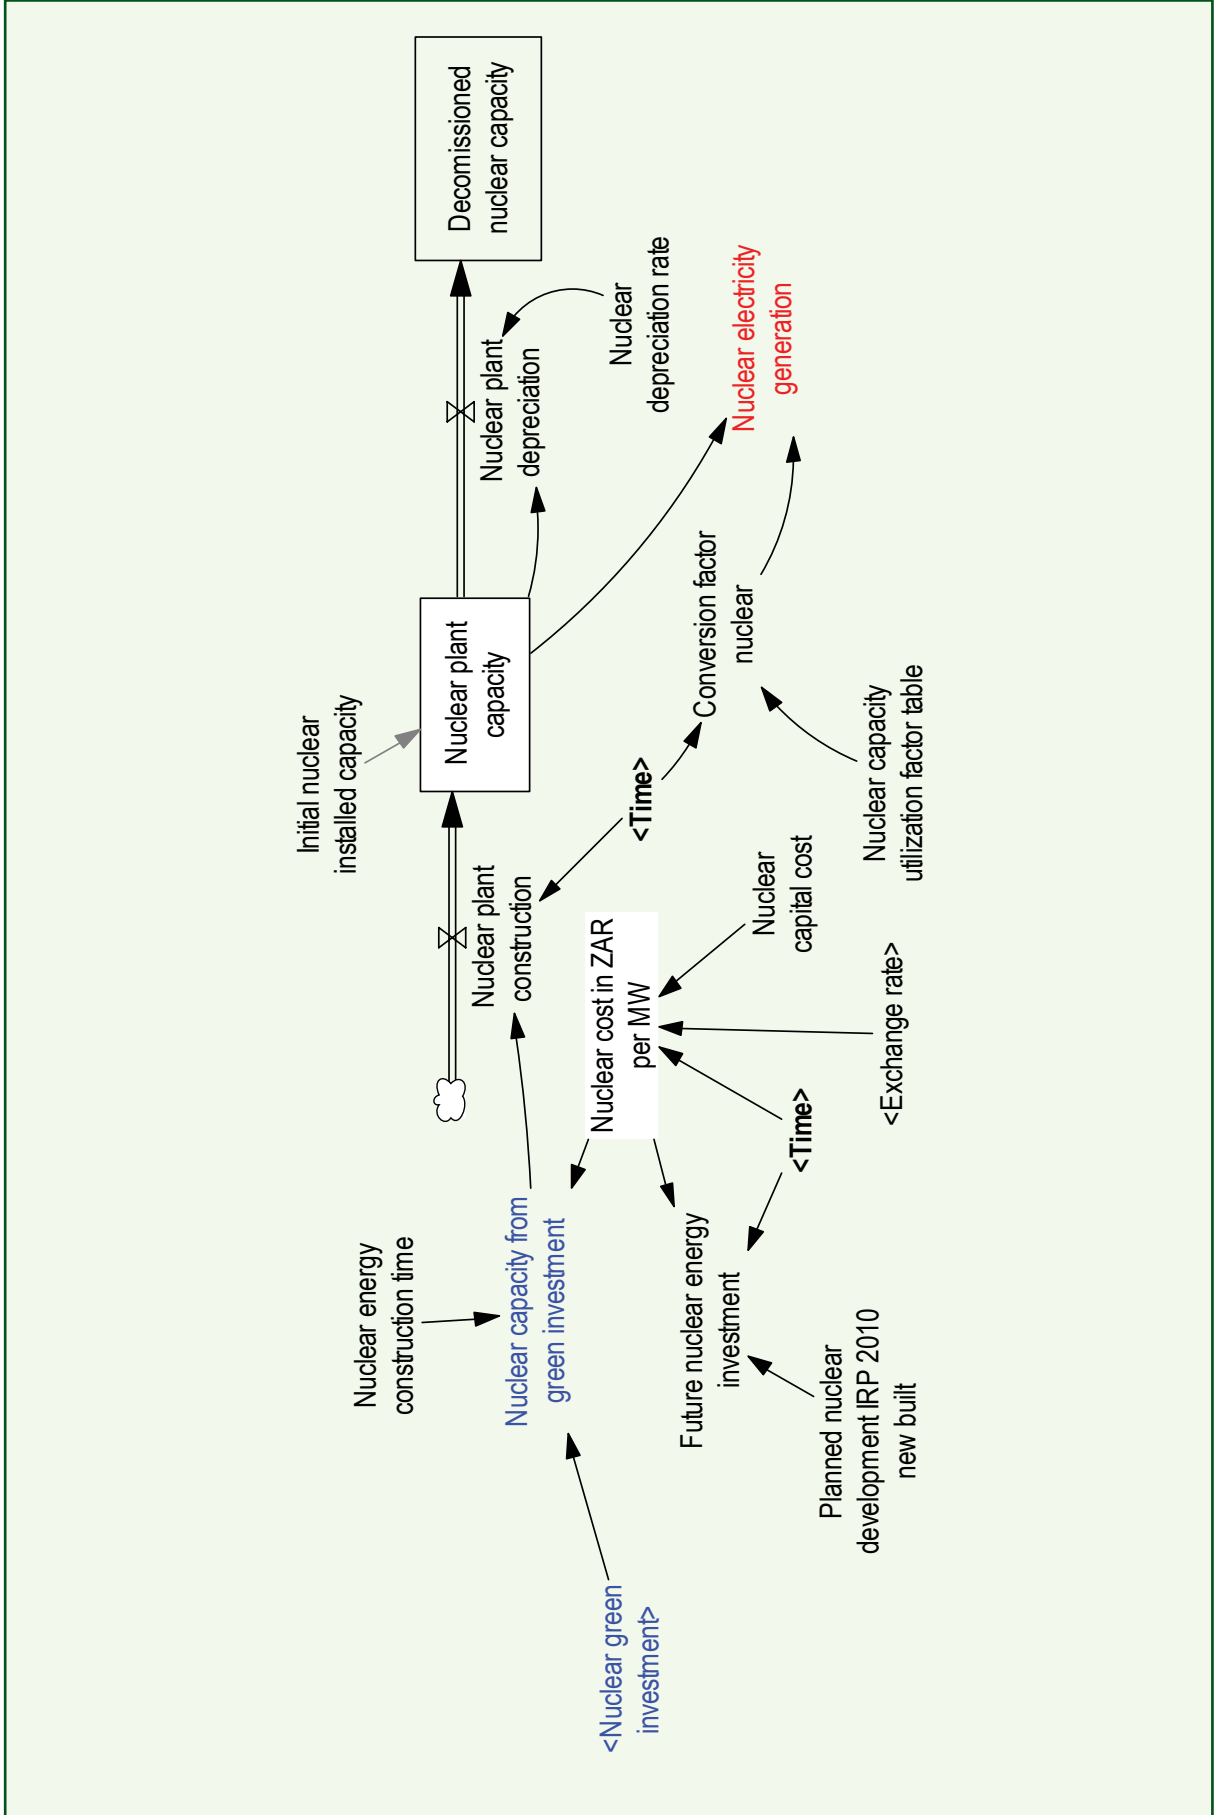 Initial nuclear
installed capacity
Nuclear plant
capacity
Decomissioned
nuclear capacity
Nuclear energy
construction time
Nuclear plant
construction
Nuclear plant
depreciation
Nuclear
depreciation rate
<Nuclear green
investment>
Nuclear capacity from
green investment
Nuclear cost in ZAR
per MW
<Time>
Conversion factor
nuclear
Nuclear electricity
generation
Future nuclear energy
investment
Nuclear
capital cost
<Time>
Planned nuclear
development IRP 2010
new built
<Exchange rate>
Nuclear capacity
utilization factor table